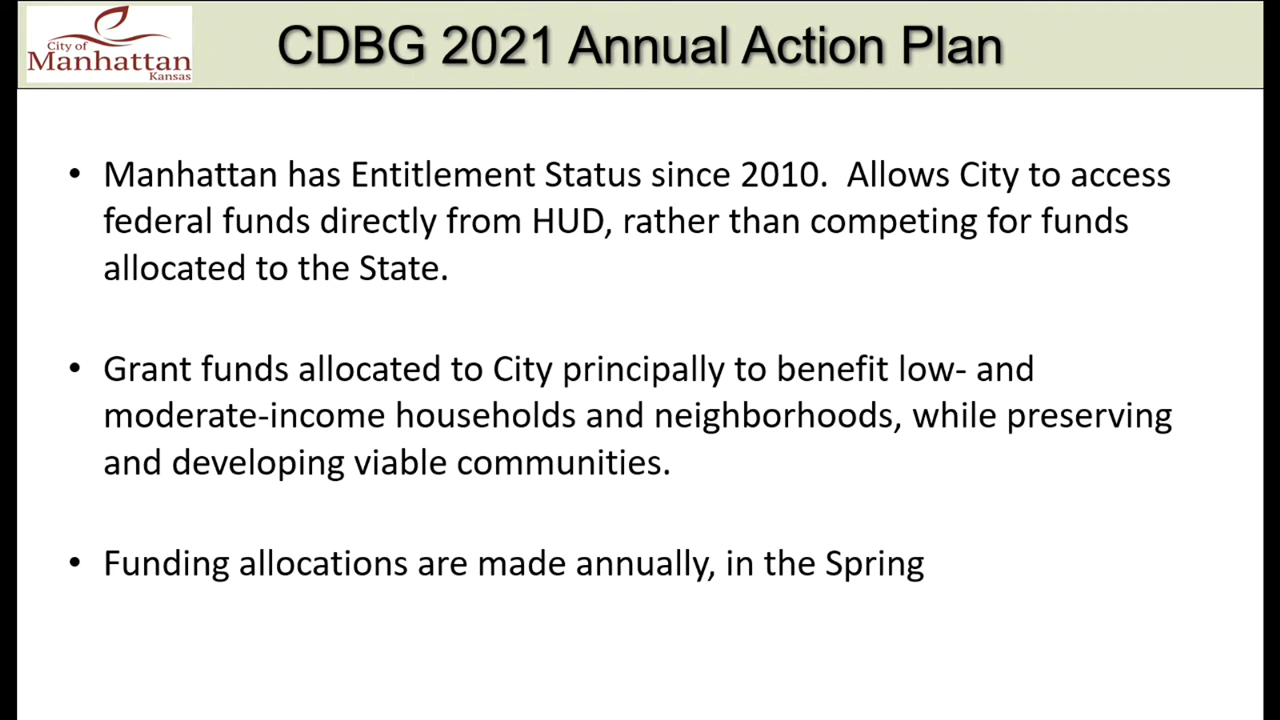 City of
Manhattan
Kansas
CDBG 2021 Annual Action Plan
• Manhattan has Entitlement Status since 2010.  Allows City to access
federal funds directly from HUD, rather than competing for funds
allocated to the State.
• Grant funds allocated to City principally to benefit low- and
moderate-income households and neighborhoods, while preserving
and developing viable communities.
• Funding allocations are made annually, in the Spring